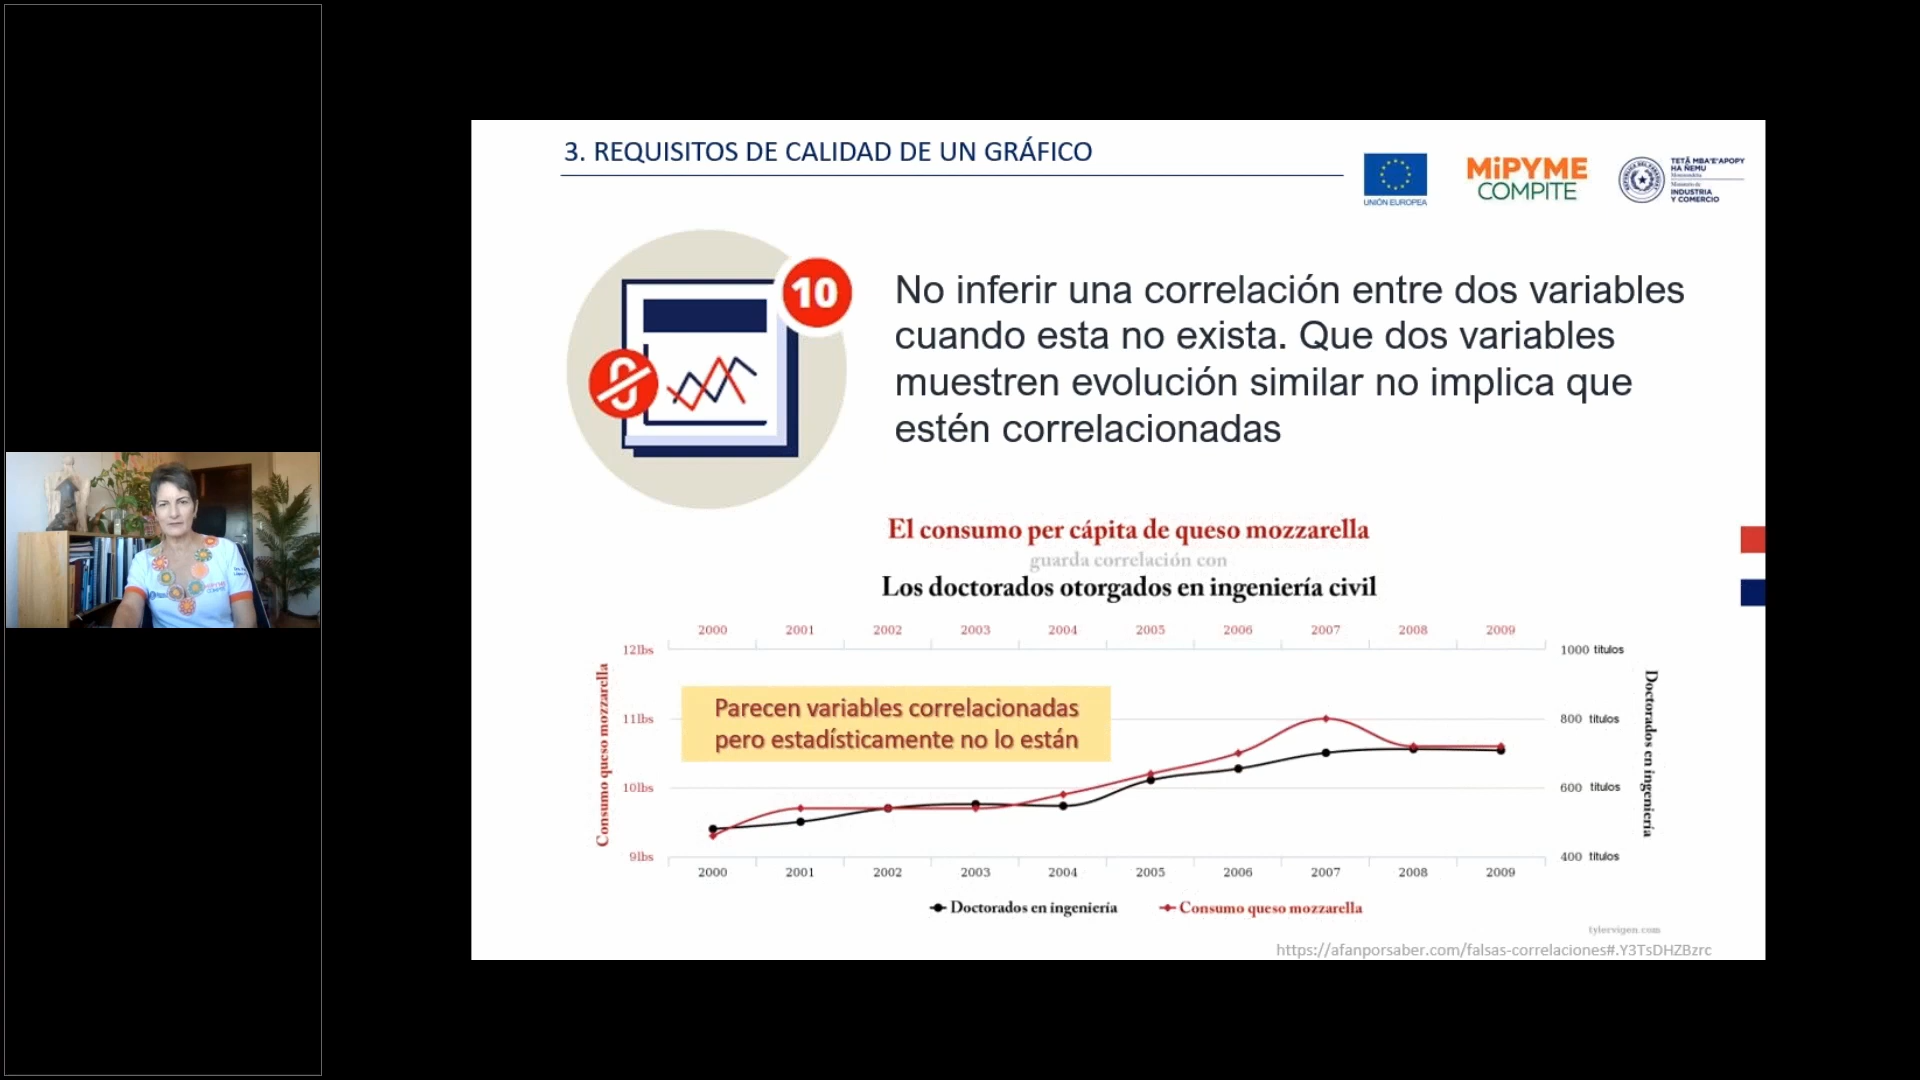 3. REQUISITOS DE CALIDAD DE UN GRÁFICO
UNIÓN EUROPEA
MiPYME
COMPITE
TETÃ MBA'E'APOPY
HA ÑEMU
INDUSTRIA
Y COMERCIO
10
No inferir una correlación entre dos variables
cuando esta no exista. Que dos variables
muestren evolución similar no implica que
estén correlacionadas
El consumo per cápita de queso mozzarella
guarda correlación con
Los doctorados otorgados en ingeniería civil
2000 2001 2002 2003 2004 2005 2006 2007 2008 2009
12lbs
11lbs
10lbs
9lbs
Consumo queso mozzarella
Parecen variables correlacionadas
pero estadísticamente no lo están
1000 titulos
800 titulos
600 titulos
400 titulos
Doctorados en ingeniería
2000 2001 2002 2003 2004 2005 2006 2007 2008 2009
Doctorados en ingeniería Consumo queso mozzarella
tylervigen.com
https://afanporsaber.com/falsas-correlaciones#.Y3TsDHZBzrc